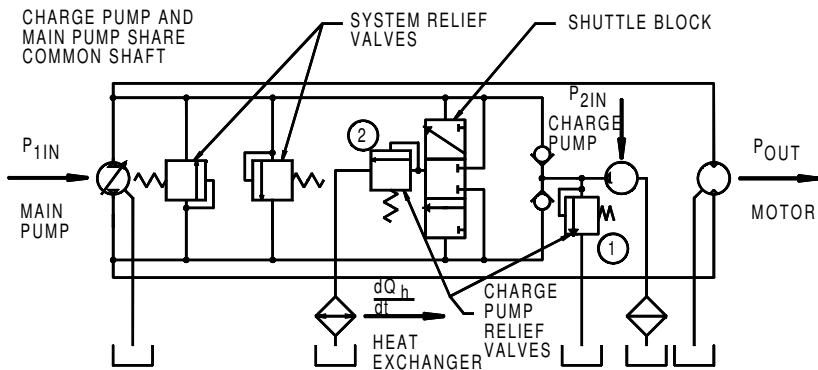 CHARGE PUMP AND
MAIN PUMP SHARE
COMMON SHAFT
SYSTEM RELIEF
VALVES
SHUTTLE BLOCK
P1IN
MAIN
PUMP
2
P2IN
CHARGE
PUMP
POUT
MOTOR
1
dQh
dt
HEAT
EXCHANGER
CHARGE
PUMP
RELIEF
VALVES